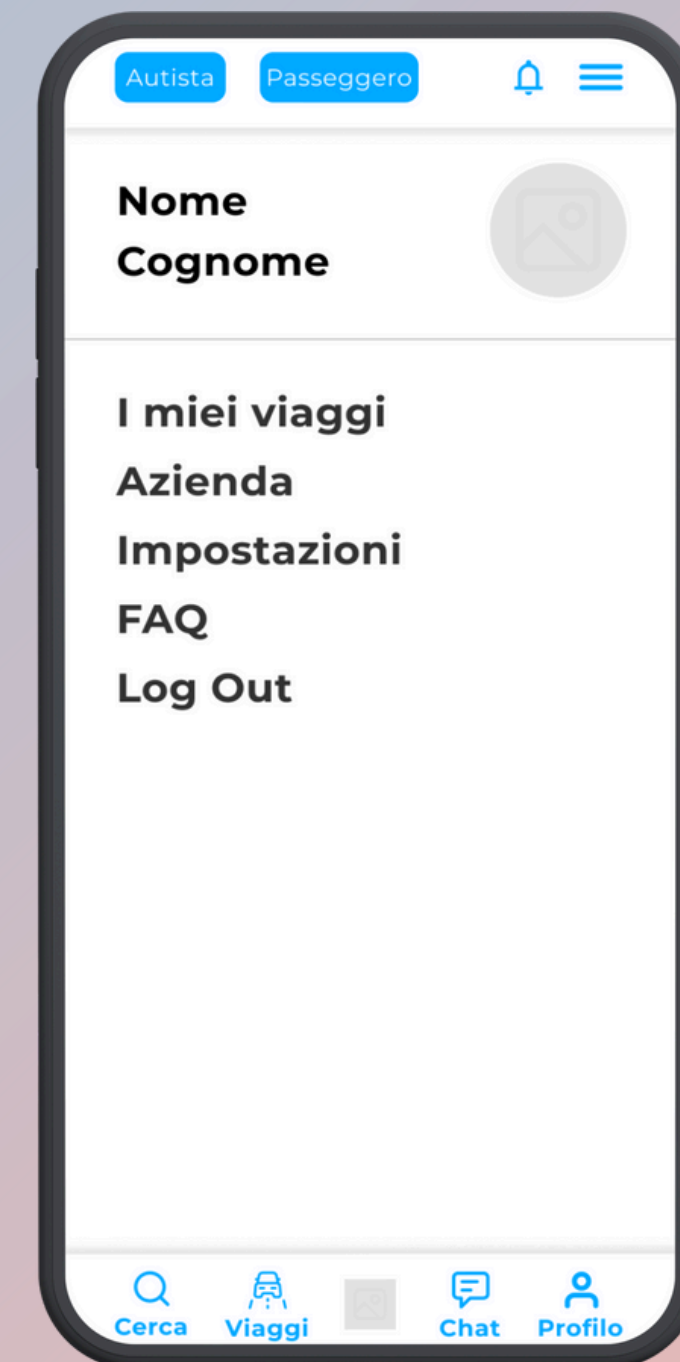 Autista Passeggero
Nome
Cognome
I miei viaggi
Azienda
Impostazioni
FAQ
Log Out
Cerca Viaggi Chat Profilo